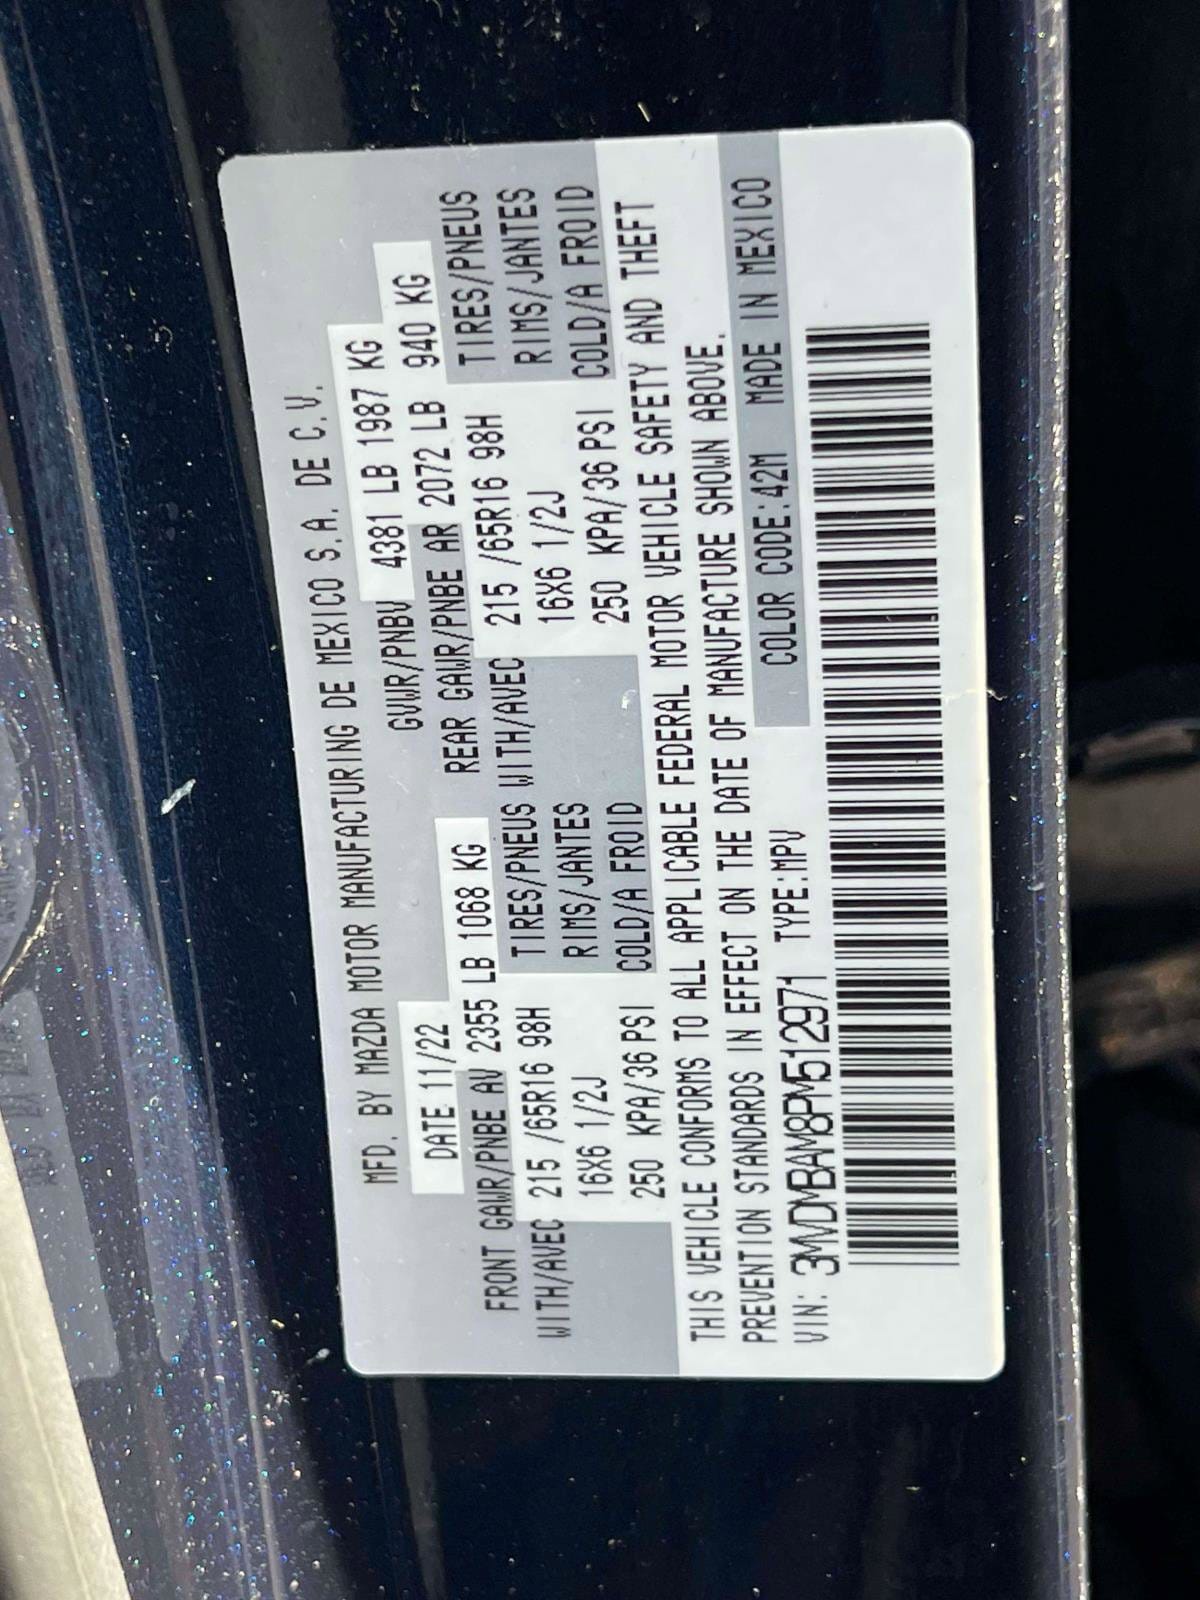 MFD. BY MAZDA MOTOR MANUFACTURING DE MEXICO S.A. DE C.V.
DATE 11/22 GVWR/PNBV 4381 LB 1987 KG
FRONT GAWR/PNBE AV 2355 LB 1068 KG REAR GAWR/PNBE AR 2072 LB 940 KG
WITH/AVEC 215 /65R16 98H TIRES/PNEUS WITH/AVEC 215 /65R16 98H TIRES/PNEUS
16X6 1/2J RIMS/JANTES 16X6 1/2J RIMS/JANTES
250 KPA/36 PSI COLD/A FROID 250 KPA/36 PSI COLD/A FROID
THIS VEHICLE CONFORMS TO ALL APPLICABLE FEDERAL MOTOR VEHICLE SAFETY AND THEFT
PREVENTION STANDARDS IN EFFECT ON THE DATE OF MANUFACTURE SHOWN ABOVE.
VIN: 3MVDMBAM8PM512971 TYPE:MPV COLOR CODE:42M MADE IN MEXICO